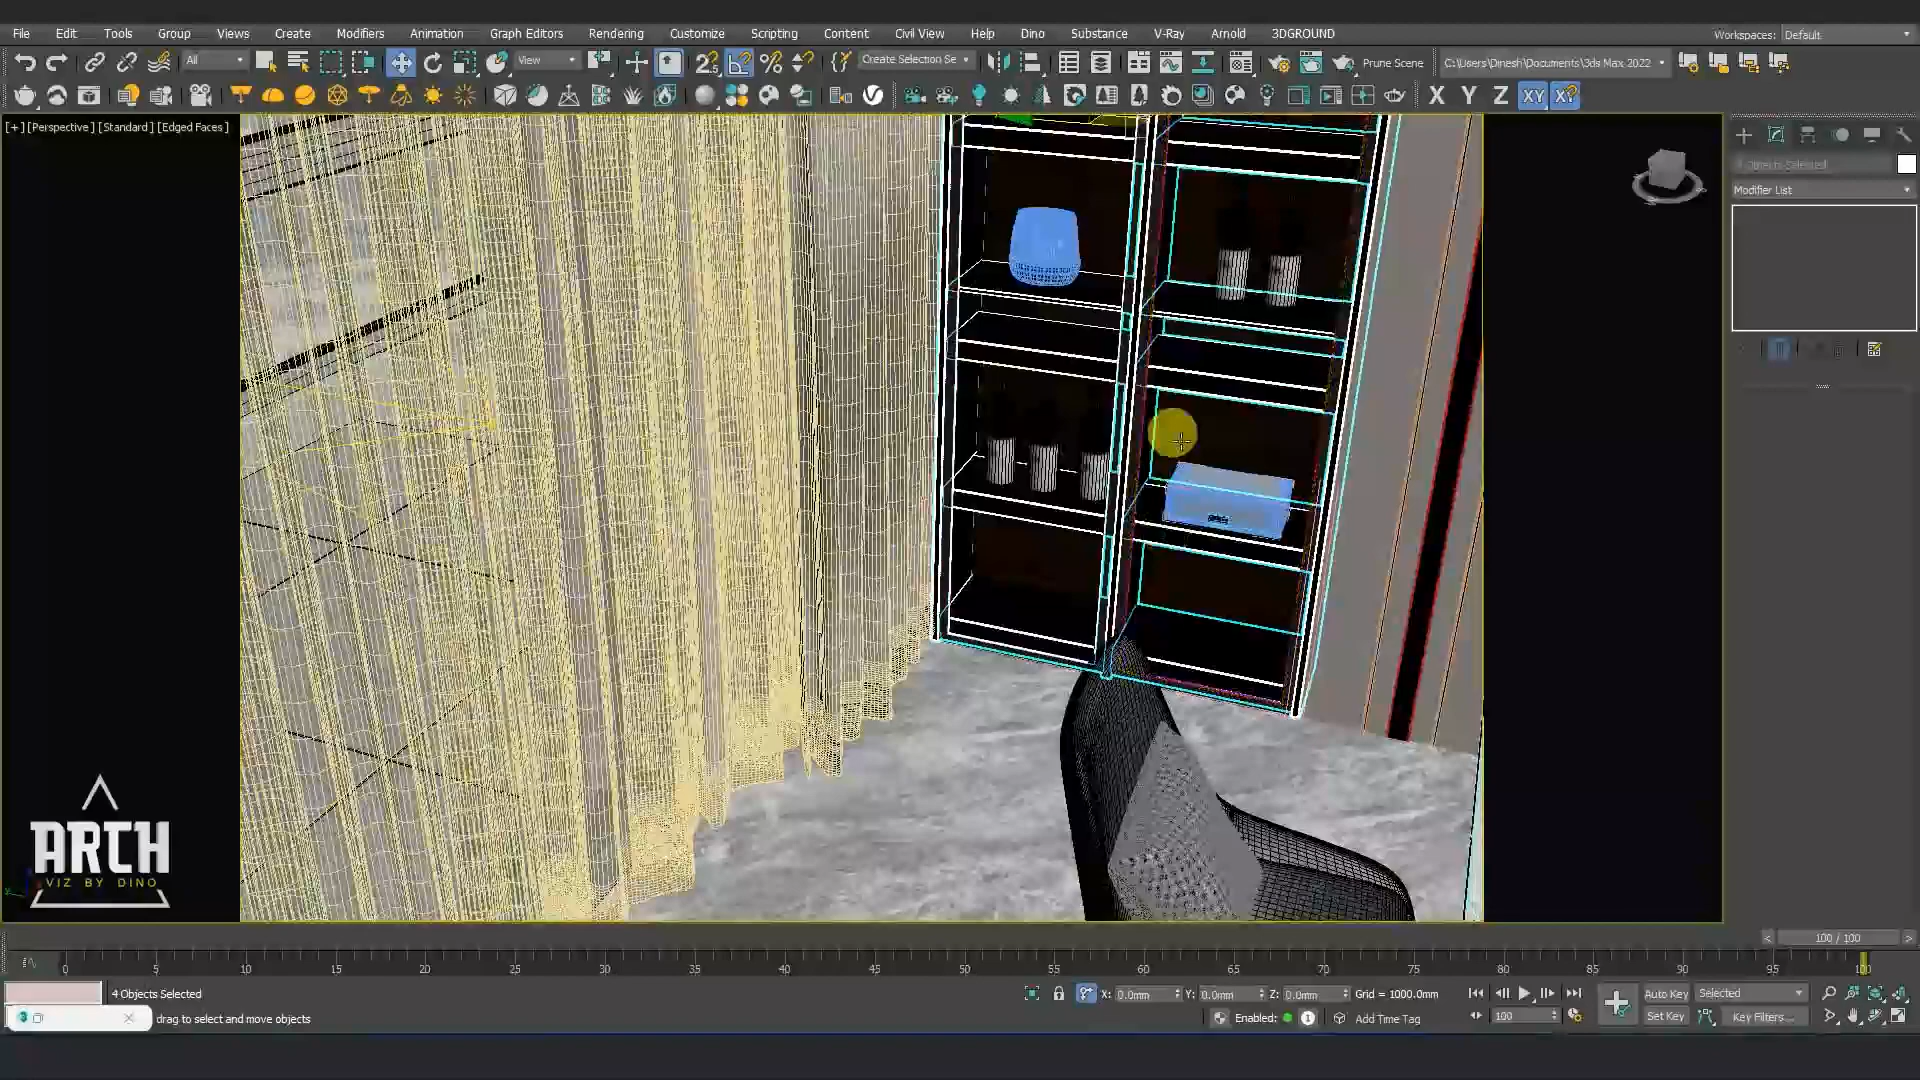 File Edit Tools Group Views Create Modifiers Animation Graph Editors Rendering Customize Scripting Content Civil View Help Dino Substance V-Ray Arnold 3DGROUND Workspaces: Default
All View Create Selection Se Prune Scene C:\Users\Dinesh\Documents\3ds Max 2022
X Y Z XY XY
[+] [Perspective] [Standard] [Edged Faces]
4 Objects Selected
Modifier List
ARCH
VIZ BY DINO
100 / 100
0 5 10 15 20 25 30 35 40 45 50 55 60 65 70 75 80 85 90 95 100
4 Objects Selected X: 0.0mm Y: 0.0mm Z: 0.0mm Grid = 1000.0mm Auto Key Selected
drag to select and move objects Enabled: Add Time Tag 100 Set Key Key Filters...